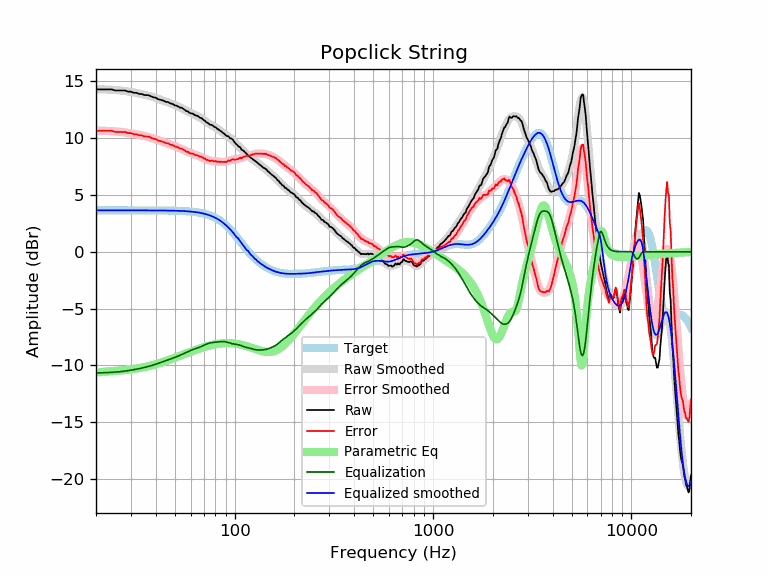 Popclick String
Amplitude (dBr)
15
10
5
0
−5
−10
−15
−20
Target
Raw Smoothed
Error Smoothed
Raw
Error
Parametric Eq
Equalization
Equalized smoothed
100
1000
10000
Frequency (Hz)